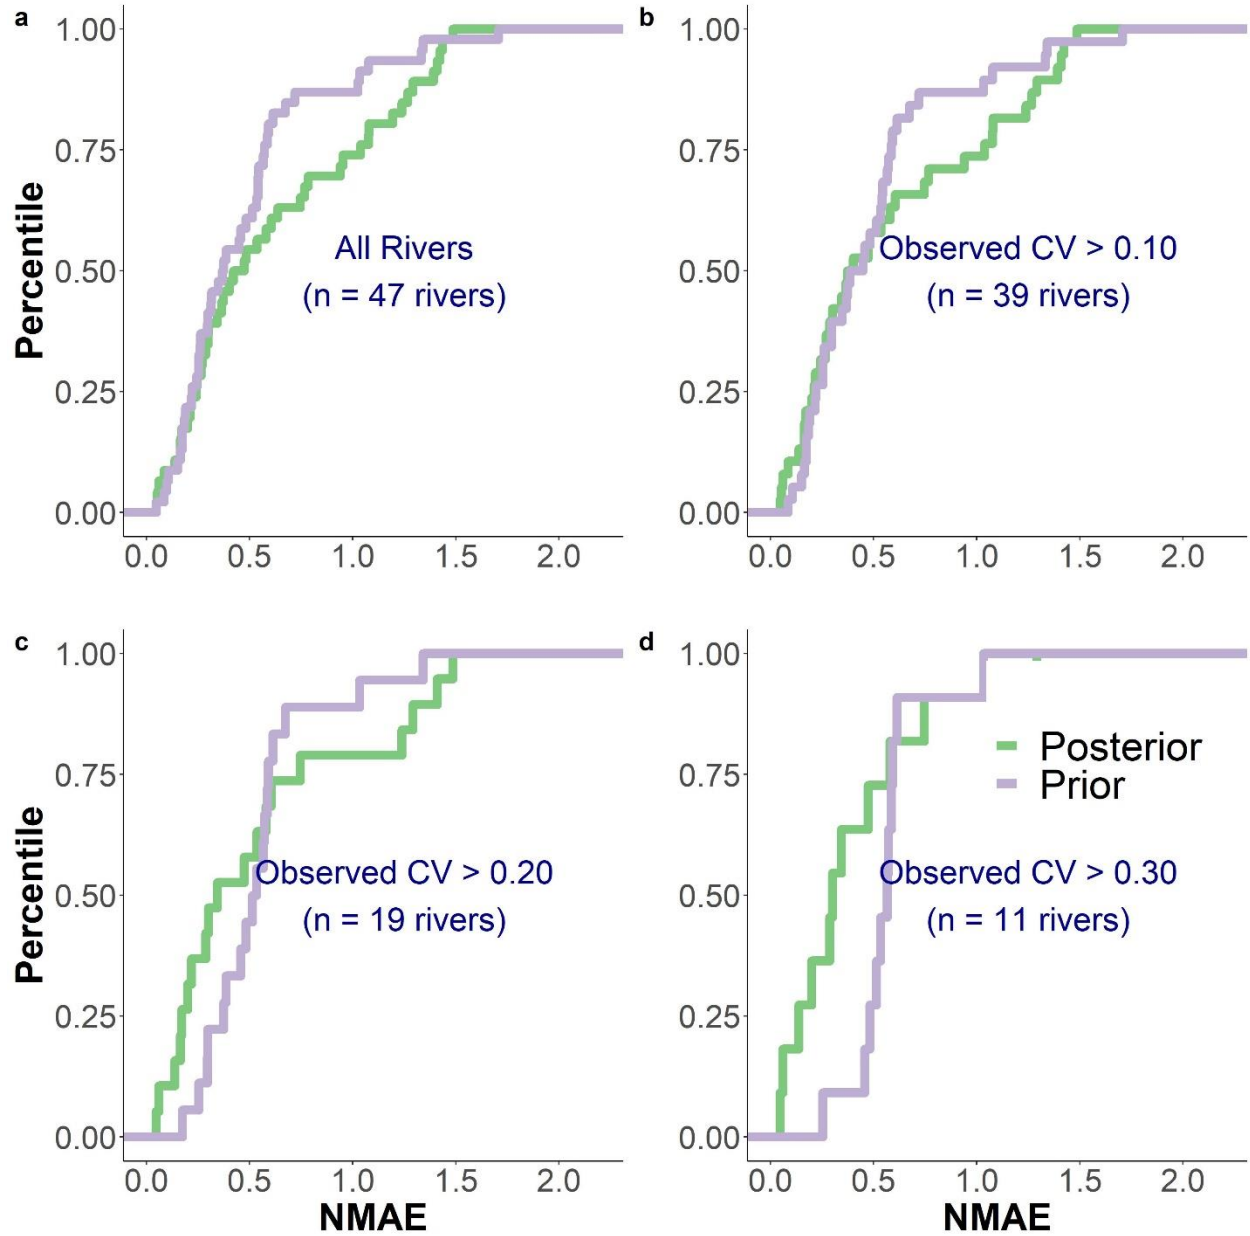 a
1.00
0.75
0.50
0.25
0.00
Percentile
All Rivers
(n = 47 rivers)
0.0 0.5 1.0 1.5 2.0
b
1.00
0.75
0.50
0.25
0.00
Observed CV > 0.10
(n = 39 rivers)
0.0 0.5 1.0 1.5 2.0
c
1.00
0.75
0.50
0.25
0.00
Percentile
Observed CV > 0.20
(n = 19 rivers)
0.0 0.5 1.0 1.5 2.0
NMAE
d
1.00
0.75
0.50
0.25
0.00
Posterior
Prior
Observed CV > 0.30
(n = 11 rivers)
0.0 0.5 1.0 1.5 2.0
NMAE